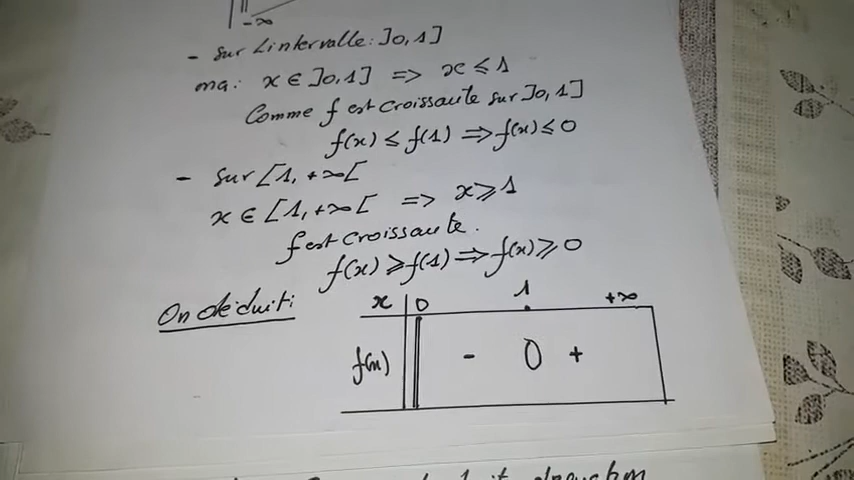 -∞
- Sur L'intervalle: ]0,1]
ona: x ∈ ]0,1] => x ≤ 1
Comme f est croissante sur ]0,1]
f(x) ≤ f(1) => f(x) ≤ 0
- Sur [1, +∞[
x ∈ [1, +∞[ => x ≥ 1
f est croissante.
f(x) ≥ f(1) => f(x) ≥ 0
On déduit:
x 0 1 +∞
f(x) - 0 +